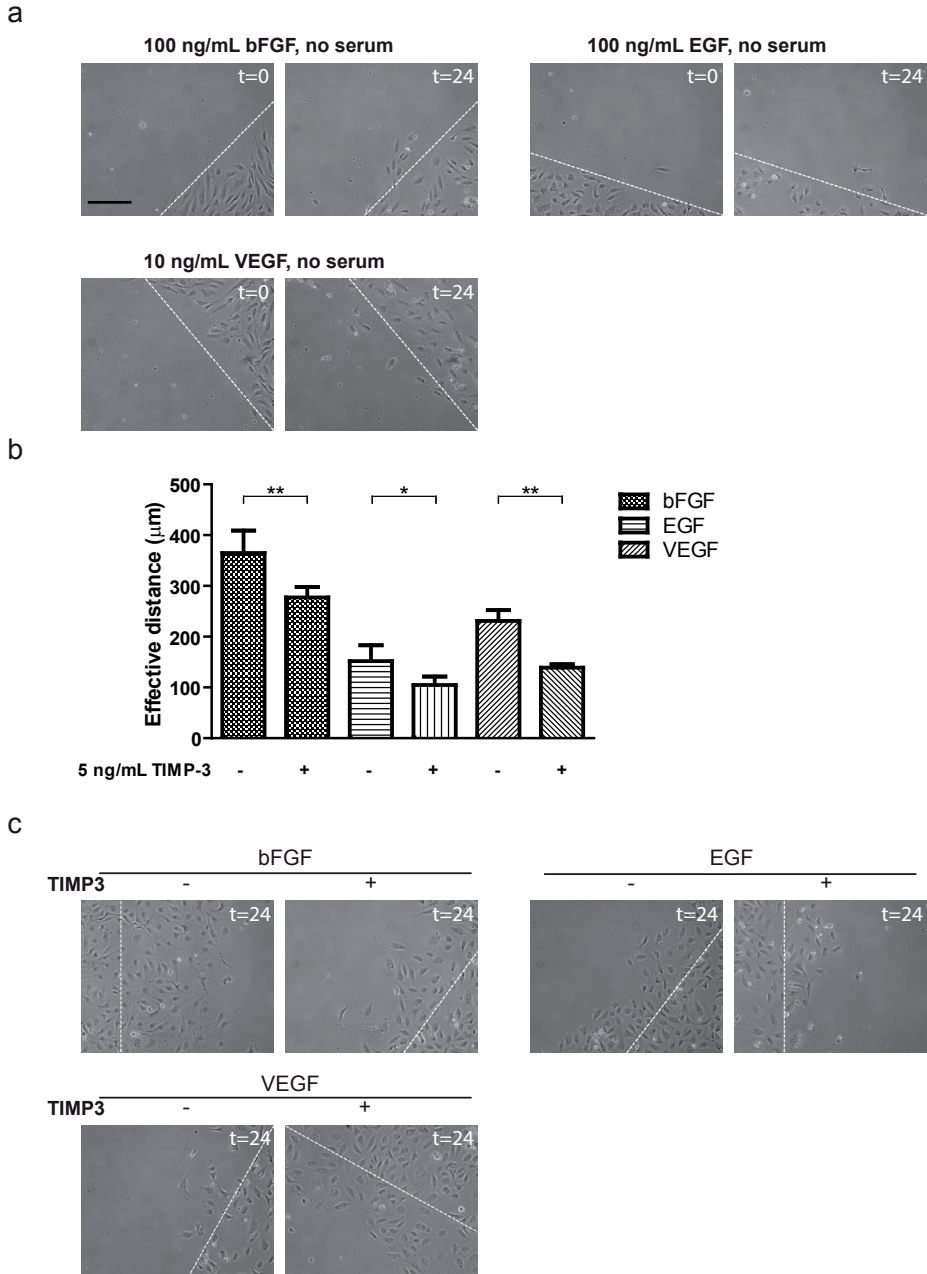 a
100 ng/mL bFGF, no serum
100 ng/mL EGF, no serum
t=0
t=24
t=0
t=24
10 ng/mL VEGF, no serum
t=0
t=24
b
500
400
300
200
100
0
Effective distance (μm)
**
*
**
bFGF
EGF
VEGF
5 ng/mL TIMP-3 - + - + - +
c
bFGF
TIMP3 - +
t=24
t=24
EGF
- +
t=24
t=24
VEGF
TIMP3 - +
t=24
t=24